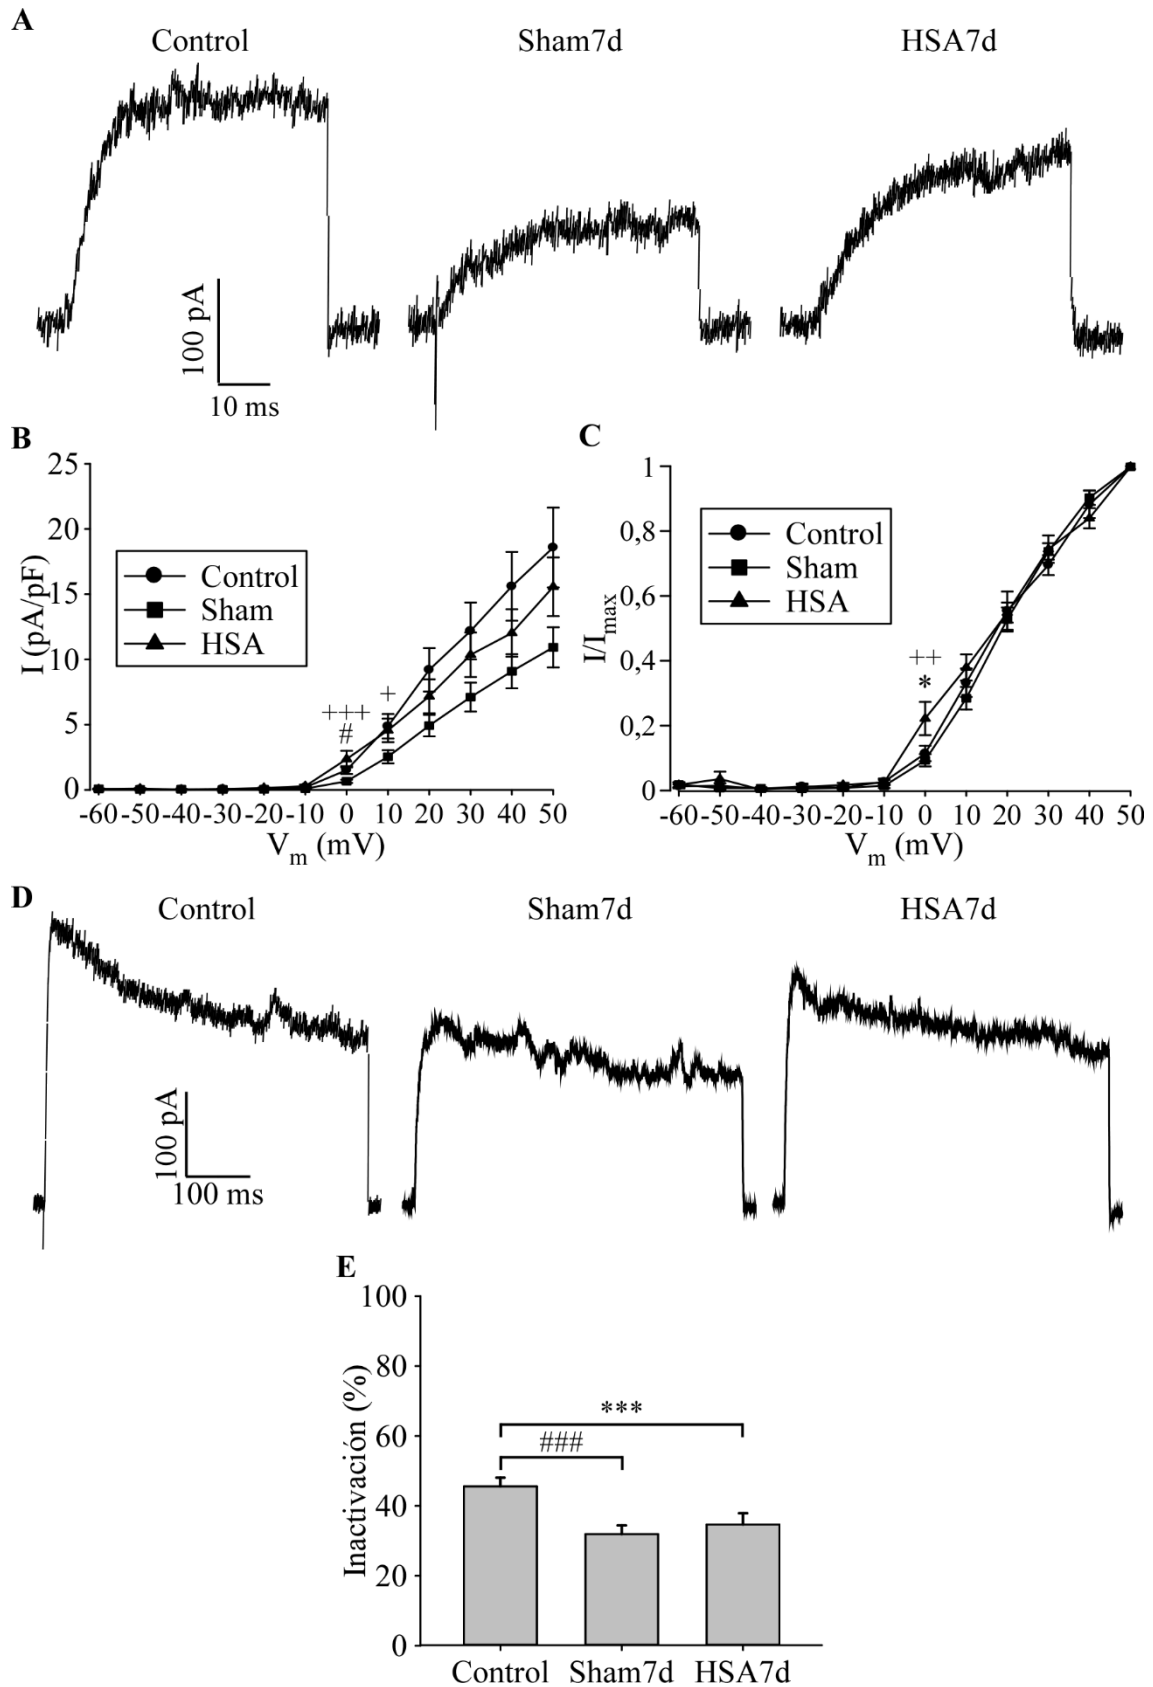 A
Control
Sham7d
HSA7d
100 pA
10 ms
B
I (pA/pF)
25
20
15
10
5
0
Control
Sham
HSA
+++
#
+
-60 -50 -40 -30 -20 -10 0 10 20 30 40 50
Vm (mV)
C
I/Imax
1
0,8
0,6
0,4
0,2
0
Control
Sham
HSA
++
*
-60 -50 -40 -30 -20 -10 0 10 20 30 40 50
Vm (mV)
D
Control
Sham7d
HSA7d
100 pA
100 ms
E
Inactivación (%)
100
80
60
40
20
0
***
###
Control
Sham7d
HSA7d